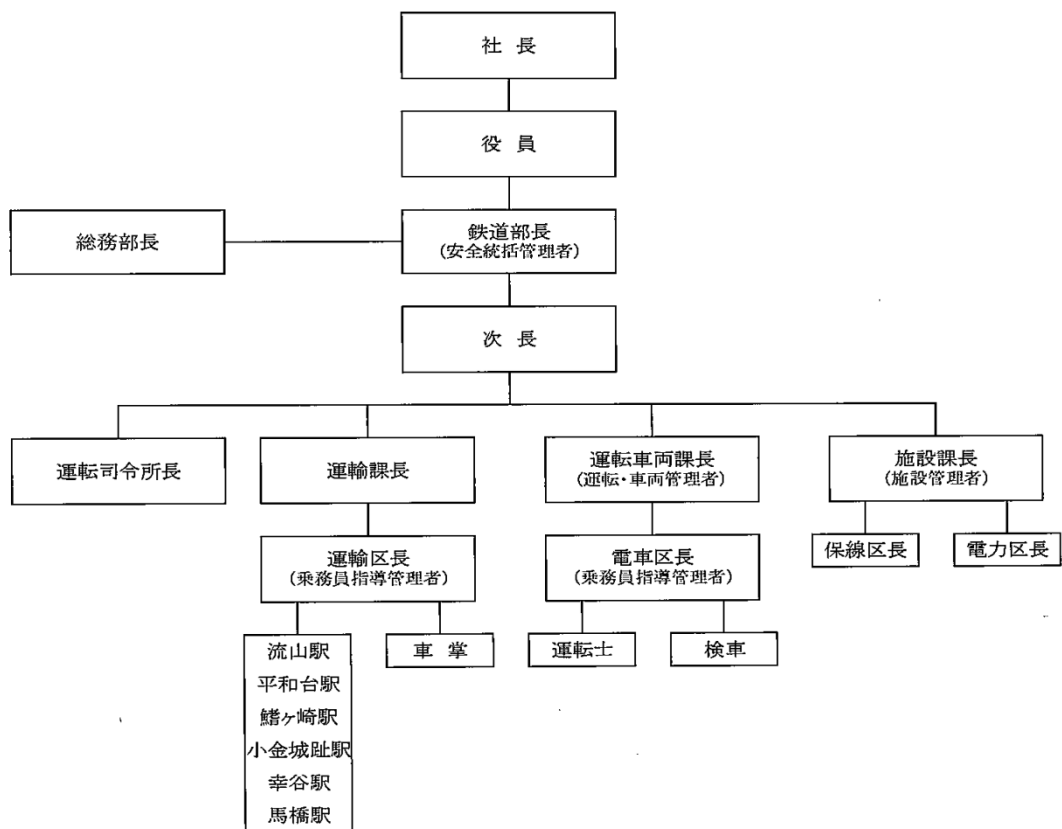 社長
役員
総務部長
鉄道部長
(安全統括管理者)
次長
運転司令所長
運輸課長
運転車両課長
(運転・車両管理者)
施設課長
(施設管理者)
運輸区長
(乗務員指導管理者)
電車区長
(乗務員指導管理者)
保線区長
電力区長
流山駅
平和台駅
鰭ヶ崎駅
小金城趾駅
幸谷駅
馬橋駅
車掌
運転士
検車